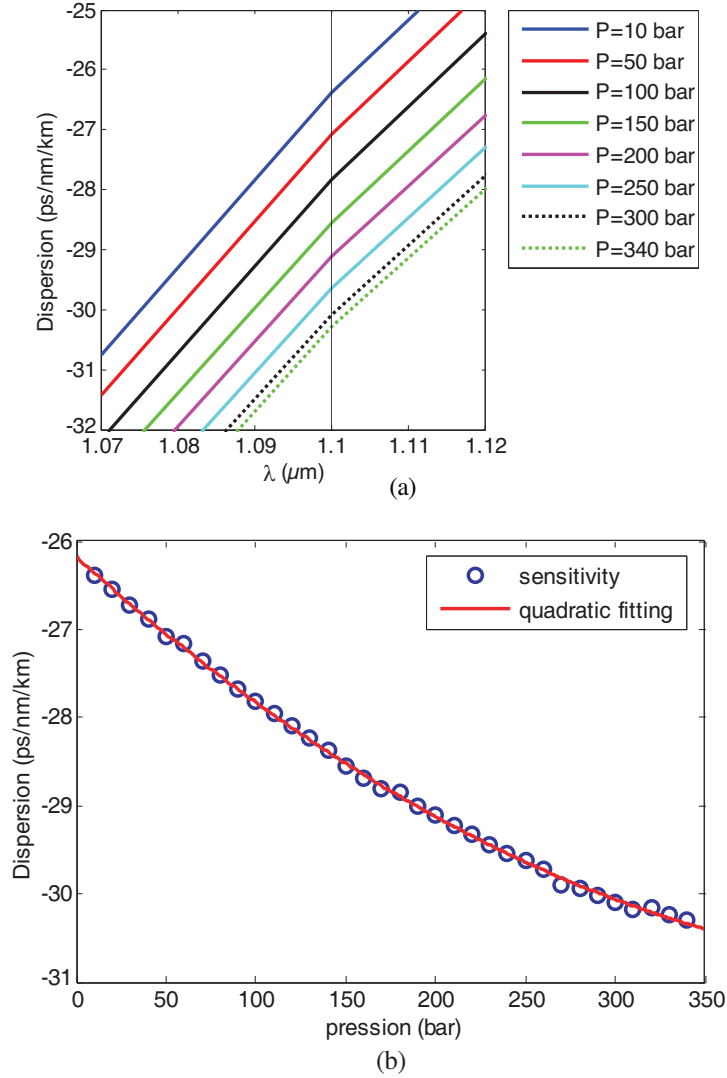 -25
-26
-27
-28
-29
-30
-31
-32
Dispersion (ps/nm/km)
1.07 1.08 1.09 1.1 1.11 1.12
λ (µm)
P=10 bar
P=50 bar
P=100 bar
P=150 bar
P=200 bar
P=250 bar
P=300 bar
P=340 bar
(a)
-26
-27
-28
-29
-30
-31
Dispersion (ps/nm/km)
sensitivity
quadratic fitting
0 50 100 150 200 250 300 350
pression (bar)
(b)